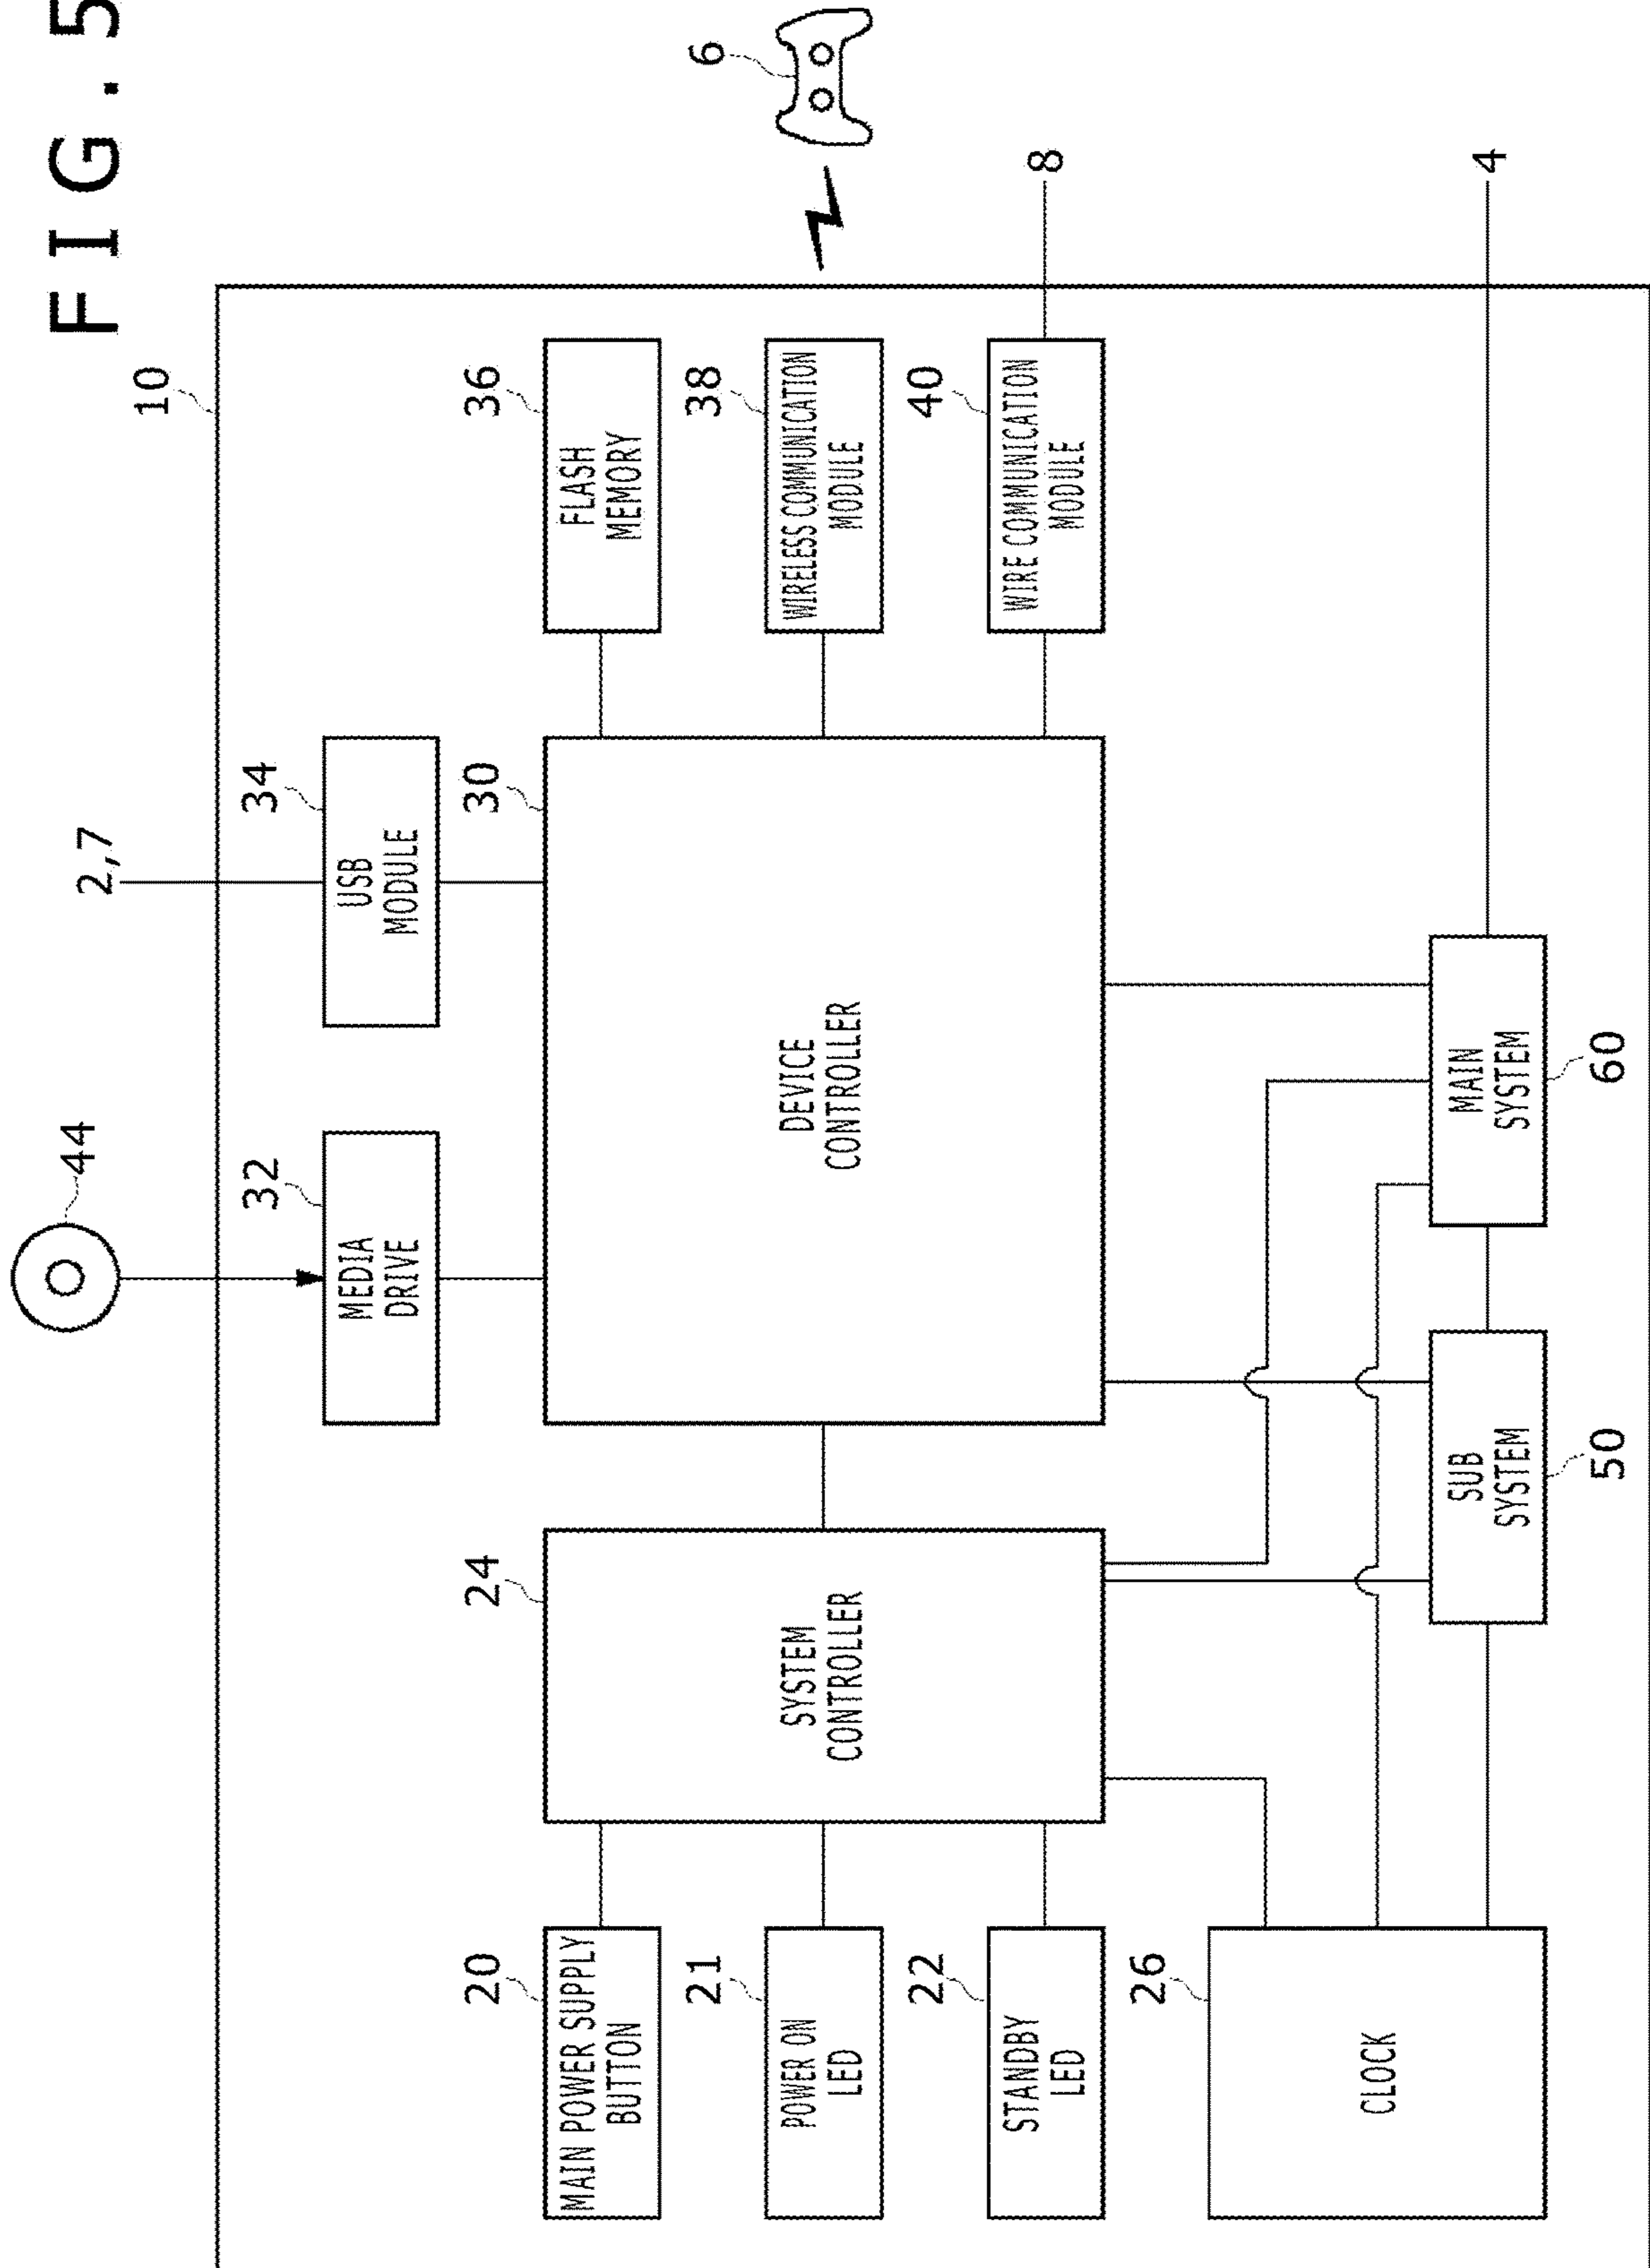 FIG.5
10
44
2,7
32
34
MEDIA
DRIVE
USB
MODULE
20
24
30
36
MAIN POWER SUPPLY
BUTTON
FLASH
MEMORY
21
38
6
POWER ON
LED
SYSTEM
CONTROLLER
DEVICE
CONTROLLER
WIRELESS COMMUNICATION
MODULE
22
40
STANDBY
LED
WIRE COMMUNICATION
MODULE
8
26
CLOCK
SUB
SYSTEM
MAIN
SYSTEM
4
50
60